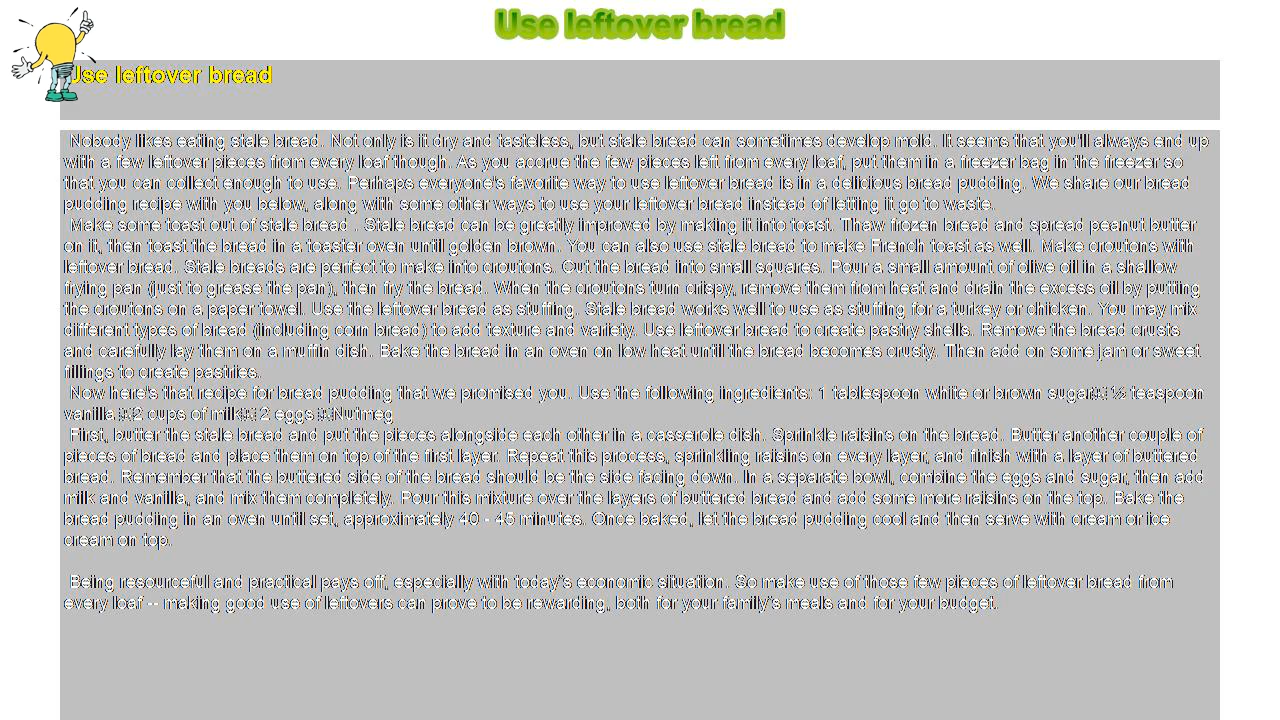 Use leftover bread
Use leftover bread
Nobody likes eating stale bread. Not only is it dry and tasteless, but stale bread can sometimes develop mold. It seems that you'll always end up
with a few leftover pieces from every loaf though. As you accrue the few pieces left from every loaf, put them in a freezer bag in the freezer so
that you can collect enough to use. Perhaps everyone's favorite way to use leftover bread is in a delicious bread pudding. We share our bread
pudding recipe with you below, along with some other ways to use your leftover bread instead of letting it go to waste.
Make some toast out of stale bread . Stale bread can be greatly improved by making it into toast. Thaw frozen bread and spread peanut butter
on it, then toast the bread in a toaster oven until golden brown. You can also use stale bread to make French toast as well. Make croutons with
leftover bread. Stale breads are perfect to make into croutons. Cut the bread into small squares. Pour a small amount of olive oil in a shallow
frying pan (just to grease the pan), then fry the bread. When the croutons turn crispy, remove them from heat and drain the excess oil by putting
the croutons on a paper towel. Use the leftover bread as stuffing. Stale bread works well to use as stuffing for a turkey or chicken. You may mix
different types of bread (including corn bread) to add texture and variety. Use leftover bread to create pastry shells. Remove the bread crusts
and carefully lay them on a muffin dish. Bake the bread in an oven on low heat until the bread becomes crusty. Then add on some jam or sweet
fillings to create pastries.
Now here's that recipe for bread pudding that we promised you. Use the following ingredients: 1 tablespoon white or brown sugar ½ teaspoon
vanilla 2 cups of milk 2 eggs Nutmeg
First, butter the stale bread and put the pieces alongside each other in a casserole dish. Sprinkle raisins on the bread. Butter another couple of
pieces of bread and place them on top of the first layer. Repeat this process, sprinkling raisins on every layer, and finish with a layer of buttered
bread. Remember that the buttered side of the bread should be the side facing down. In a separate bowl, combine the eggs and sugar, then add
milk and vanilla, and mix them completely. Pour this mixture over the layers of buttered bread and add some more raisins on the top. Bake the
bread pudding in an oven until set, approximately 40 - 45 minutes. Once baked, let the bread pudding cool and then serve with cream or ice
cream on top.
Being resourceful and practical pays off, especially with today's economic situation. So make use of those few pieces of leftover bread from
every loaf -- making good use of leftovers can prove to be rewarding, both for your family's meals and for your budget.